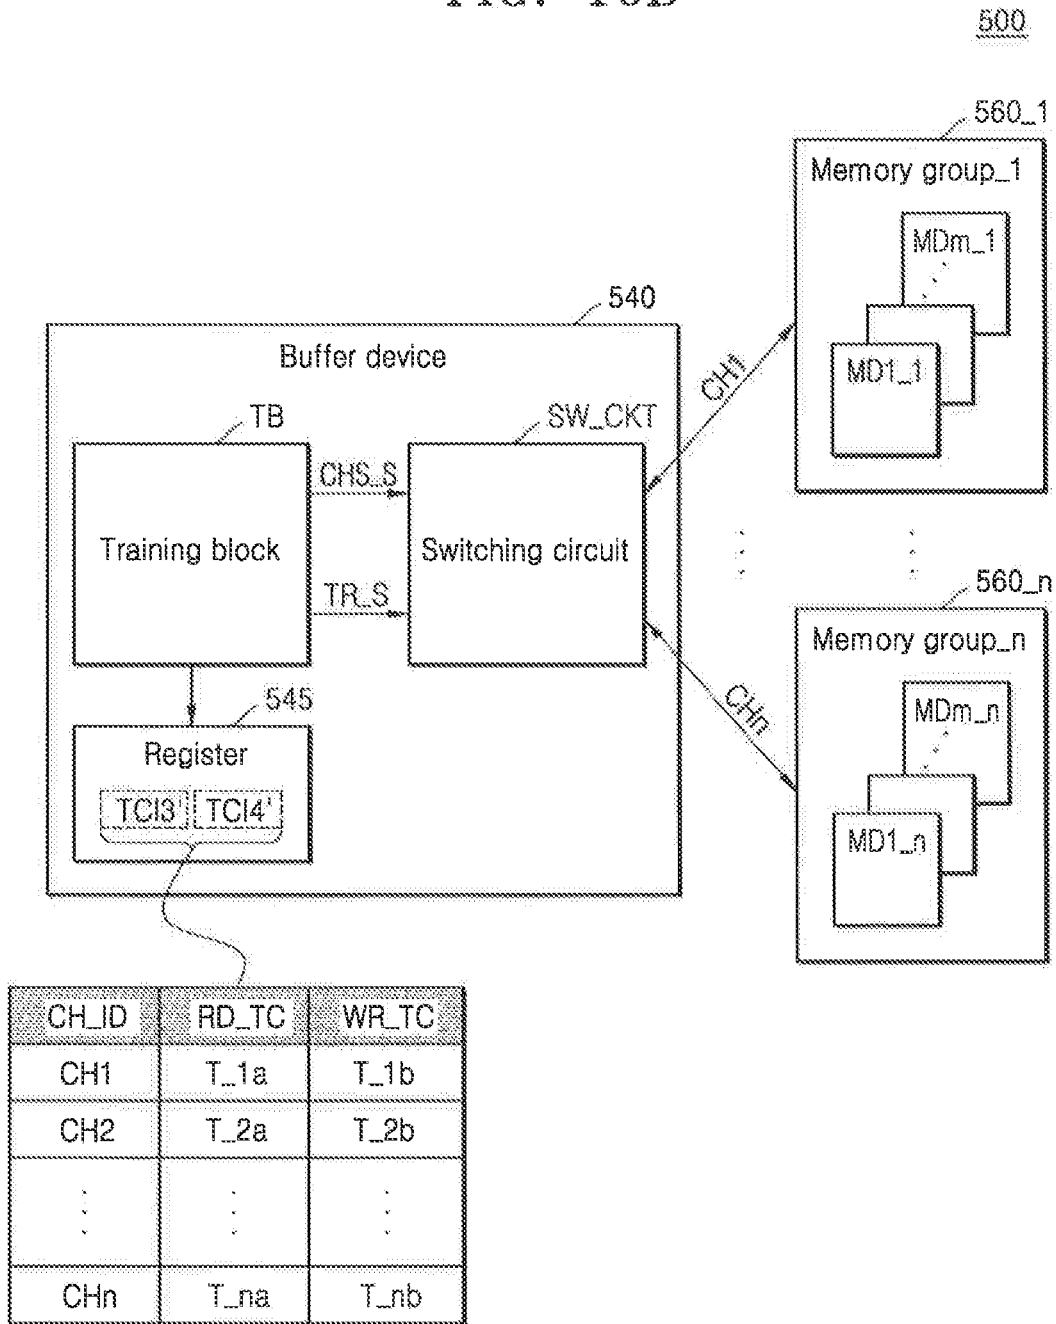 500
560_1
Memory group_1
MDm_1
MD1_1
540
Buffer device
TB
SW_CKT
CH1
CHS_S
Training block
Switching circuit
TR_S
560_n
Memory group_n
CHn
545
Register
MDm_n
TCI3' TCI4'
MD1_n
CH_ID RD_TC WR_TC
CH1 T_1a T_1b
CH2 T_2a T_2b
CHn T_na T_nb